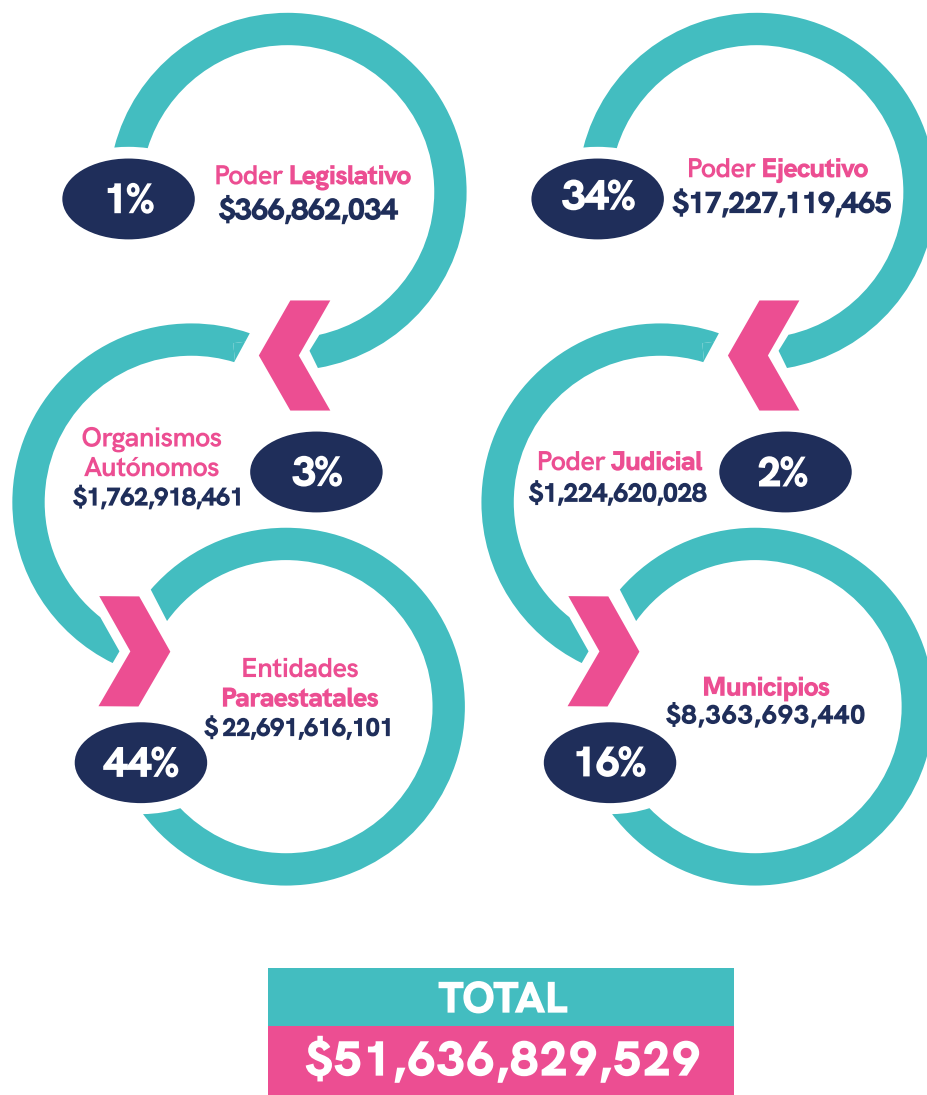 1%
Poder Legislativo
$366,862,034
34%
Poder Ejecutivo
$17,227,119,465
Organismos
Autónomos
$1,762,918,461
3%
Poder Judicial
$1,224,620,028
2%
Entidades
Paraestatales
$ 22,691,616,101
44%
Municipios
$8,363,693,440
16%
TOTAL
$51,636,829,529